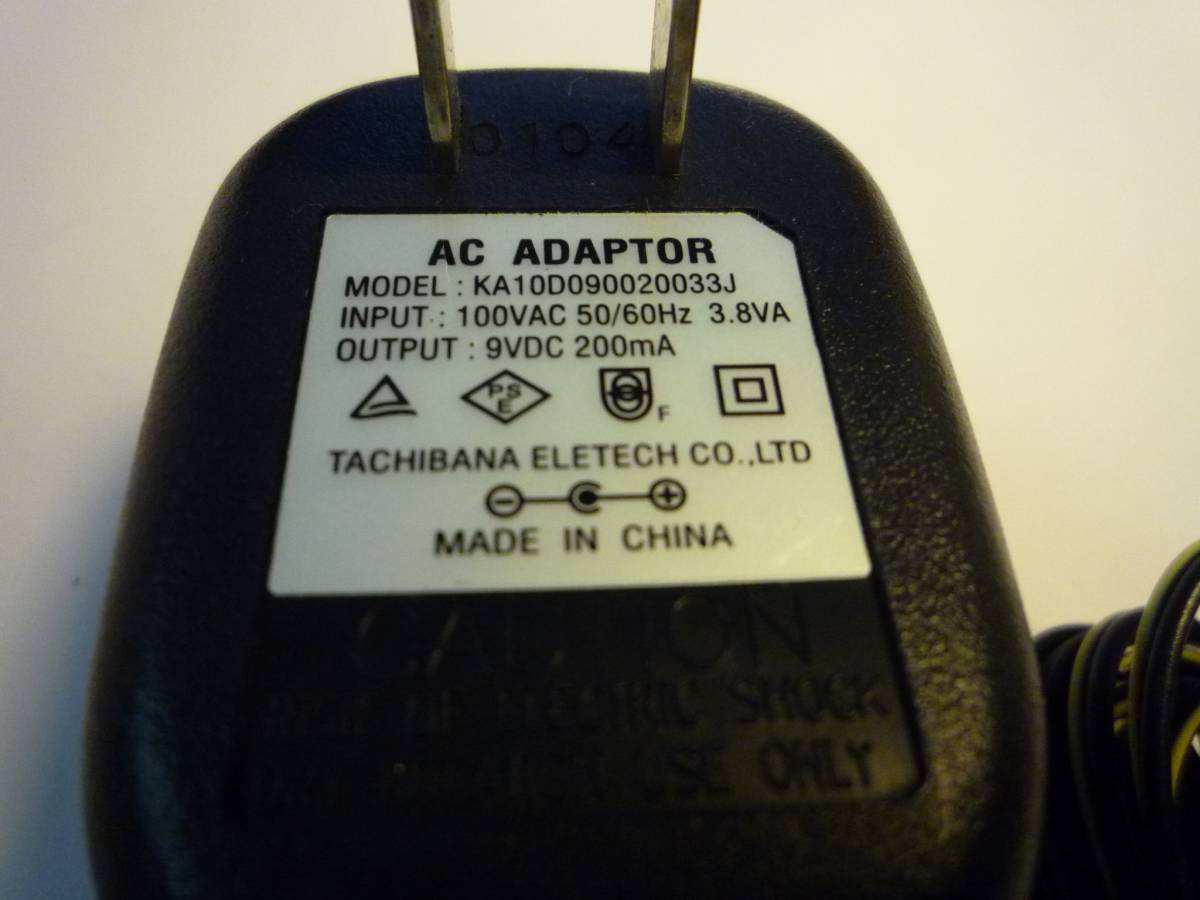 0104
AC ADAPTOR
MODEL : KA10D090020033J
INPUT : 100VAC 50/60Hz 3.8VA
OUTPUT : 9VDC 200mA
PS
E
F
TACHIBANA ELETECH CO.,LTD
MADE IN CHINA
CAUTION
ELECTRIC SHOCK
USE ONLY